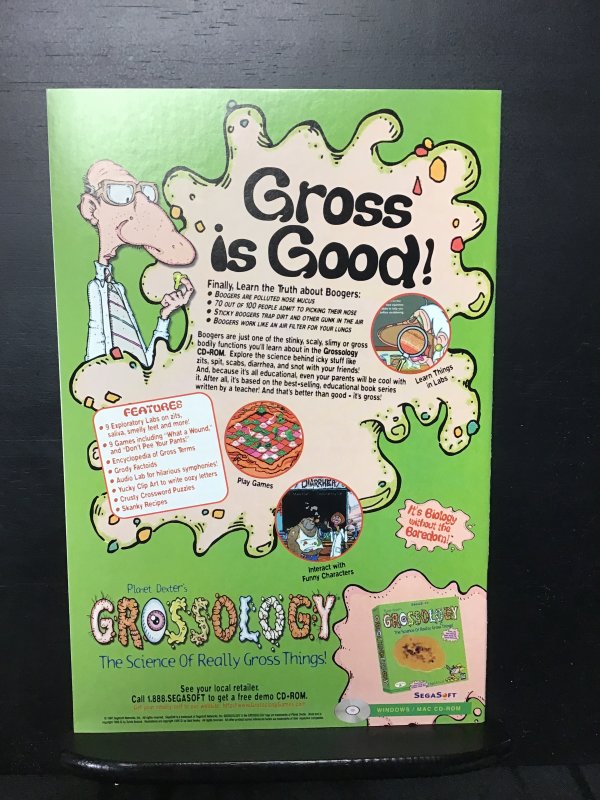 Gross
is Good!
Finally, Learn the Truth about Boogers:
• BOOGERS ARE POLLUTED NOSE MUCUS
• 70 OUT OF 100 PEOPLE ADMIT TO PICKING THEIR NOSE
• STICKY BOOGERS TRAP DIRT AND OTHER GUNK IN THE AIR
• BOOGERS WORK LIKE AN AIR FILTER FOR YOUR LUNGS
Boogers are just one of the stinky, scaly, slimy or gross
bodily functions you'll learn about in the Grossology
CD-ROM. Explore the science behind icky stuff like
zits, spit, scabs, diarrhea, and snot with your friends!
And, because it's all educational, even your parents will be cool with
it. After all, it's based on the best-selling, educational book series
written by a teacher! And that's better than good - it's gross!
Learn Things
in Labs
FEATURES
• 9 Exploratory Labs on zits,
saliva, smelly feet and more!
• 9 Games including "What a Wound,"
and "Don't Pee Your Pants!"
• Encyclopedia of Gross Terms
• Grody Factoids
• Audio Lab for hilarious symphonies!
• Yucky Clip Art to write oozy letters
• Crusty Crossword Puzzles
• Skanky Recipes
Play Games
DIARRHEA
Interact with
Funny Characters
It's Biology
without the
Boredom!
Planet Dexter's
GROSSOLOGY
The Science Of Really Gross Things!
GROSSOLOGY
The Science Of Really Gross Things!
See your local retailer.
Call 1.888.SEGASOFT to get a free demo CD-ROM.
SEGASOFT
WINDOWS / MAC CD-ROM